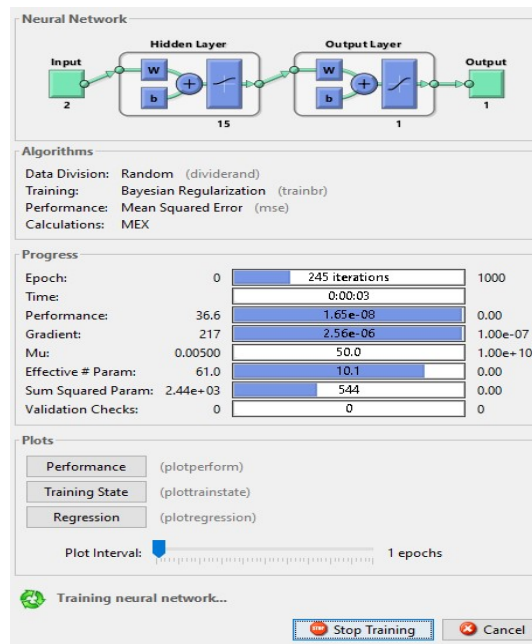 Neural Network
Hidden Layer Output Layer
Input Output
W W
+ +
b b
2 15 1 1
Algorithms
Data Division: Random (dividerand)
Training: Bayesian Regularization (trainbr)
Performance: Mean Squared Error (mse)
Calculations: MEX
Progress
Epoch: 0 245 iterations 1000
Time: 0:00:03
Performance: 36.6 1.65e-08 0.00
Gradient: 217 2.56e-06 1.00e-07
Mu: 0.00500 50.0 1.00e+10
Effective # Param: 61.0 10.1 0.00
Sum Squared Param: 2.44e+03 544 0.00
Validation Checks: 0 0 0
Plots
Performance (plotperform)
Training State (plottrainstate)
Regression (plotregression)
Plot Interval: 1 epochs
Training neural network...
STOP Stop Training Cancel